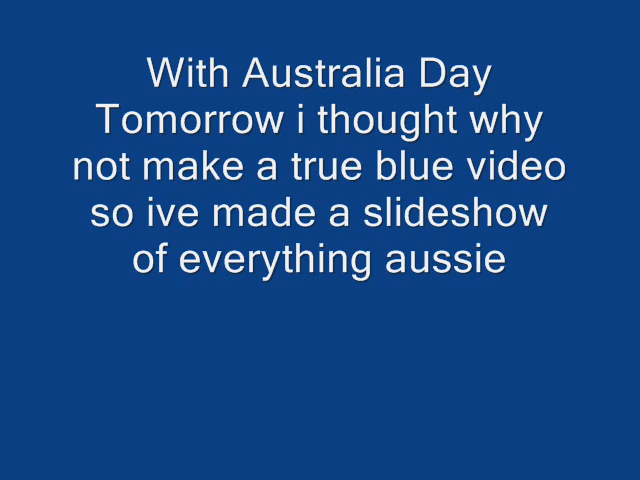 With Australia Day
Tomorrow i thought why
not make a true blue video
so ive made a slideshow
of everything aussie